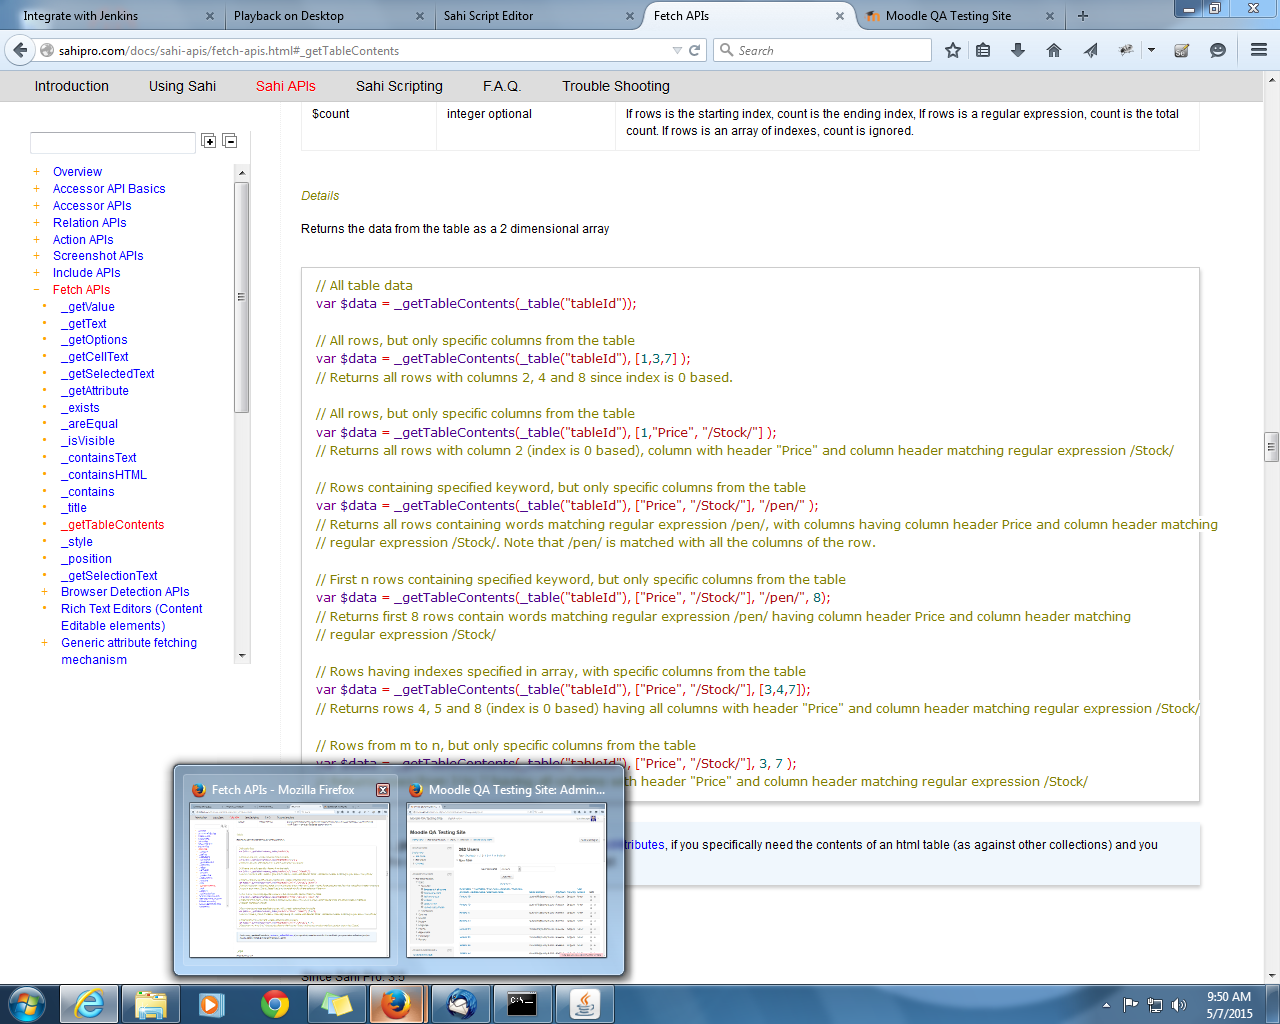 Integrate with Jenkins
Playback on Desktop
Sahi Script Editor
Fetch APIs
Moodle QA Testing Site
sahipro.com/docs/sahi-apis/fetch-apis.html#_getTableContents
Search
Introduction
Using Sahi
Sahi APIs
Sahi Scripting
F.A.Q.
Trouble Shooting
Overview
Accessor API Basics
Accessor APIs
Relation APIs
Action APIs
Screenshot APIs
Include APIs
Fetch APIs
_getValue
_getText
_getOptions
_getCellText
_getSelectedText
_getAttribute
_exists
_areEqual
_isVisible
_containsText
_containsHTML
_contains
_title
_getTableContents
_style
_position
_getSelectionText
Browser Detection APIs
Rich Text Editors (Content
Editable elements)
Generic attribute fetching
mechanism
$count
integer optional
If rows is the starting index, count is the ending index, If rows is a regular expression, count is the total
count. If rows is an array of indexes, count is ignored.
Details
Returns the data from the table as a 2 dimensional array
// All table data
var $data = _getTableContents(_table("tableId"));
// All rows, but only specific columns from the table
var $data = _getTableContents(_table("tableId"), [1,3,7] );
// Returns all rows with columns 2, 4 and 8 since index is 0 based.
// All rows, but only specific columns from the table
var $data = _getTableContents(_table("tableId"), [1,"Price", "/Stock/"] );
// Returns all rows with column 2 (index is 0 based), column with header "Price" and column header matching regular expression /Stock/
// Rows containing specified keyword, but only specific columns from the table
var $data = _getTableContents(_table("tableId"), ["Price", "/Stock/"], "/pen/" );
// Returns all rows containing words matching regular expression /pen/, with columns having column header Price and column header matching
// regular expression /Stock/. Note that /pen/ is matched with all the columns of the row.
// First n rows containing specified keyword, but only specific columns from the table
var $data = _getTableContents(_table("tableId"), ["Price", "/Stock/"], "/pen/", 8);
// Returns first 8 rows contain words matching regular expression /pen/ having column header Price and column header matching
// regular expression /Stock/
// Rows having indexes specified in array, with specific columns from the table
var $data = _getTableContents(_table("tableId"), ["Price", "/Stock/"], [3,4,7]);
// Returns rows 4, 5 and 8 (index is 0 based) having all columns with header "Price" and column header matching regular expression /Stock/
// Rows from m to n, but only specific columns from the table
var $data = _getTableContents(_table("tableId"), ["Price", "/Stock/"], 3, 7 );
header "Price" and column header matching regular expression /Stock/
if you specifically need the contents of an html table (as against other collections) and you
Since Sahi Pro: 3.5
Fetch APIs - Mozilla Firefox
Moodle QA Testing Site: Admin...
Moodle QA Testing Site
C:\
9:50 AM
5/7/2015